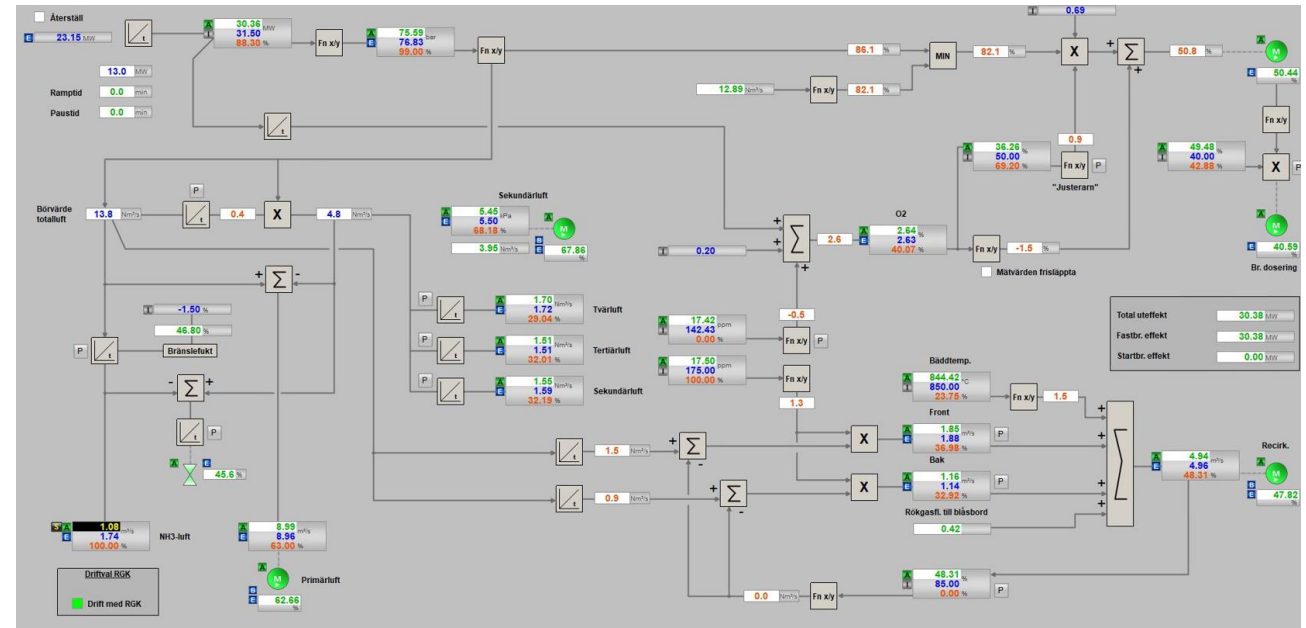 Återställ
E 23.15 MW
A 30.36 MW
I 31.50
88.30 %
Fn x/y
A 75.59 bar
E 76.83
99.00 %
Fn x/y
I 0.69
86.1 %
MIN
82.1 %
X
Σ
50.8 %
A
M
E 50.44 %
13.0 MW
Ramptid 0.0 min
Paustid 0.0 min
12.89 Nm³/s
Fn x/y
82.1 %
Fn x/y
0.9
A 36.26 %
I 50.00
69.20 %
Fn x/y
P
"Justerarn"
A 49.48 %
I 40.00
42.88 %
X
P
A
M
E 40.59 %
Br. dosering
P
Börvärde
totalluft
13.8 Nm³/s
0.4
X
4.8 Nm³/s
Sekundärluft
A 5.45 kPa
E 5.50
68.18 %
3.95 Nm³/s
A
M
B
E 67.86 %
I 0.20
Σ
2.6
O2
A 2.64 %
E 2.63
40.07 %
Fn x/y
-1.5 %
Mätvärden frisläppta
+ Σ -
I -1.50 %
46.80 %
Bränslefukt
P
- Σ +
P
A E
45.6 %
P
A 1.70 Nm³/s
E 1.72
29.04 %
Tvärluft
P
A 1.51 Nm³/s
E 1.51
32.01 %
Tertiärluft
P
A 1.55 Nm³/s
E 1.59
32.19 %
Sekundärluft
-0.5
A 17.42 ppm
I 142.43
0.00 %
Fn x/y
P
A 17.50 ppm
I 175.00
100.00 %
Fn x/y
1.3
Total uteffekt 30.38 MW
Fastbr. effekt 30.38 MW
Startbr. effekt 0.00 MW
Bäddtemp.
A 844.42 °C
I 850.00
23.75 %
Fn x/y
1.5
Front
X
A 1.85 m³/s
E 1.88
36.98 %
P
Bak
X
A 1.16 m³/s
E 1.14
32.92 %
P
Rökgasfl. till blåsbord
0.42
1.5 Nm³/s
+ Σ -
0.9 Nm³/s
+ Σ -
A 4.94 m³/s
E 4.96
48.31 %
Recirk.
A
M
B
E 47.82 %
S A 1.08 m³/s
E 1.74
100.00 %
NH3-luft
A 8.99 m³/s
E 8.96
63.00 %
A
M
Primärluft
B
E 62.66 %
Driftval RGK
Drift med RGK
0.0 Nm³/s
Fn x/y
A 48.31 %
I 85.00
0.00 %
P